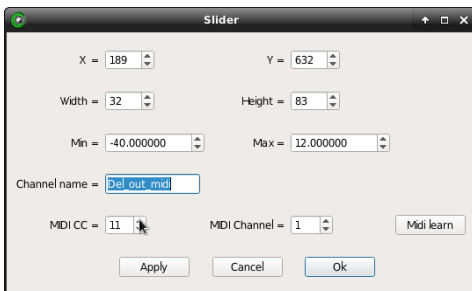 Slider
X = 189 Y = 632
Width = 32 Height = 83
Min = -40.000000 Max = 12.000000
Channel name = Del_out_midi
MIDI CC = 11 MIDI Channel = 1 Midi learn
Apply Cancel Ok